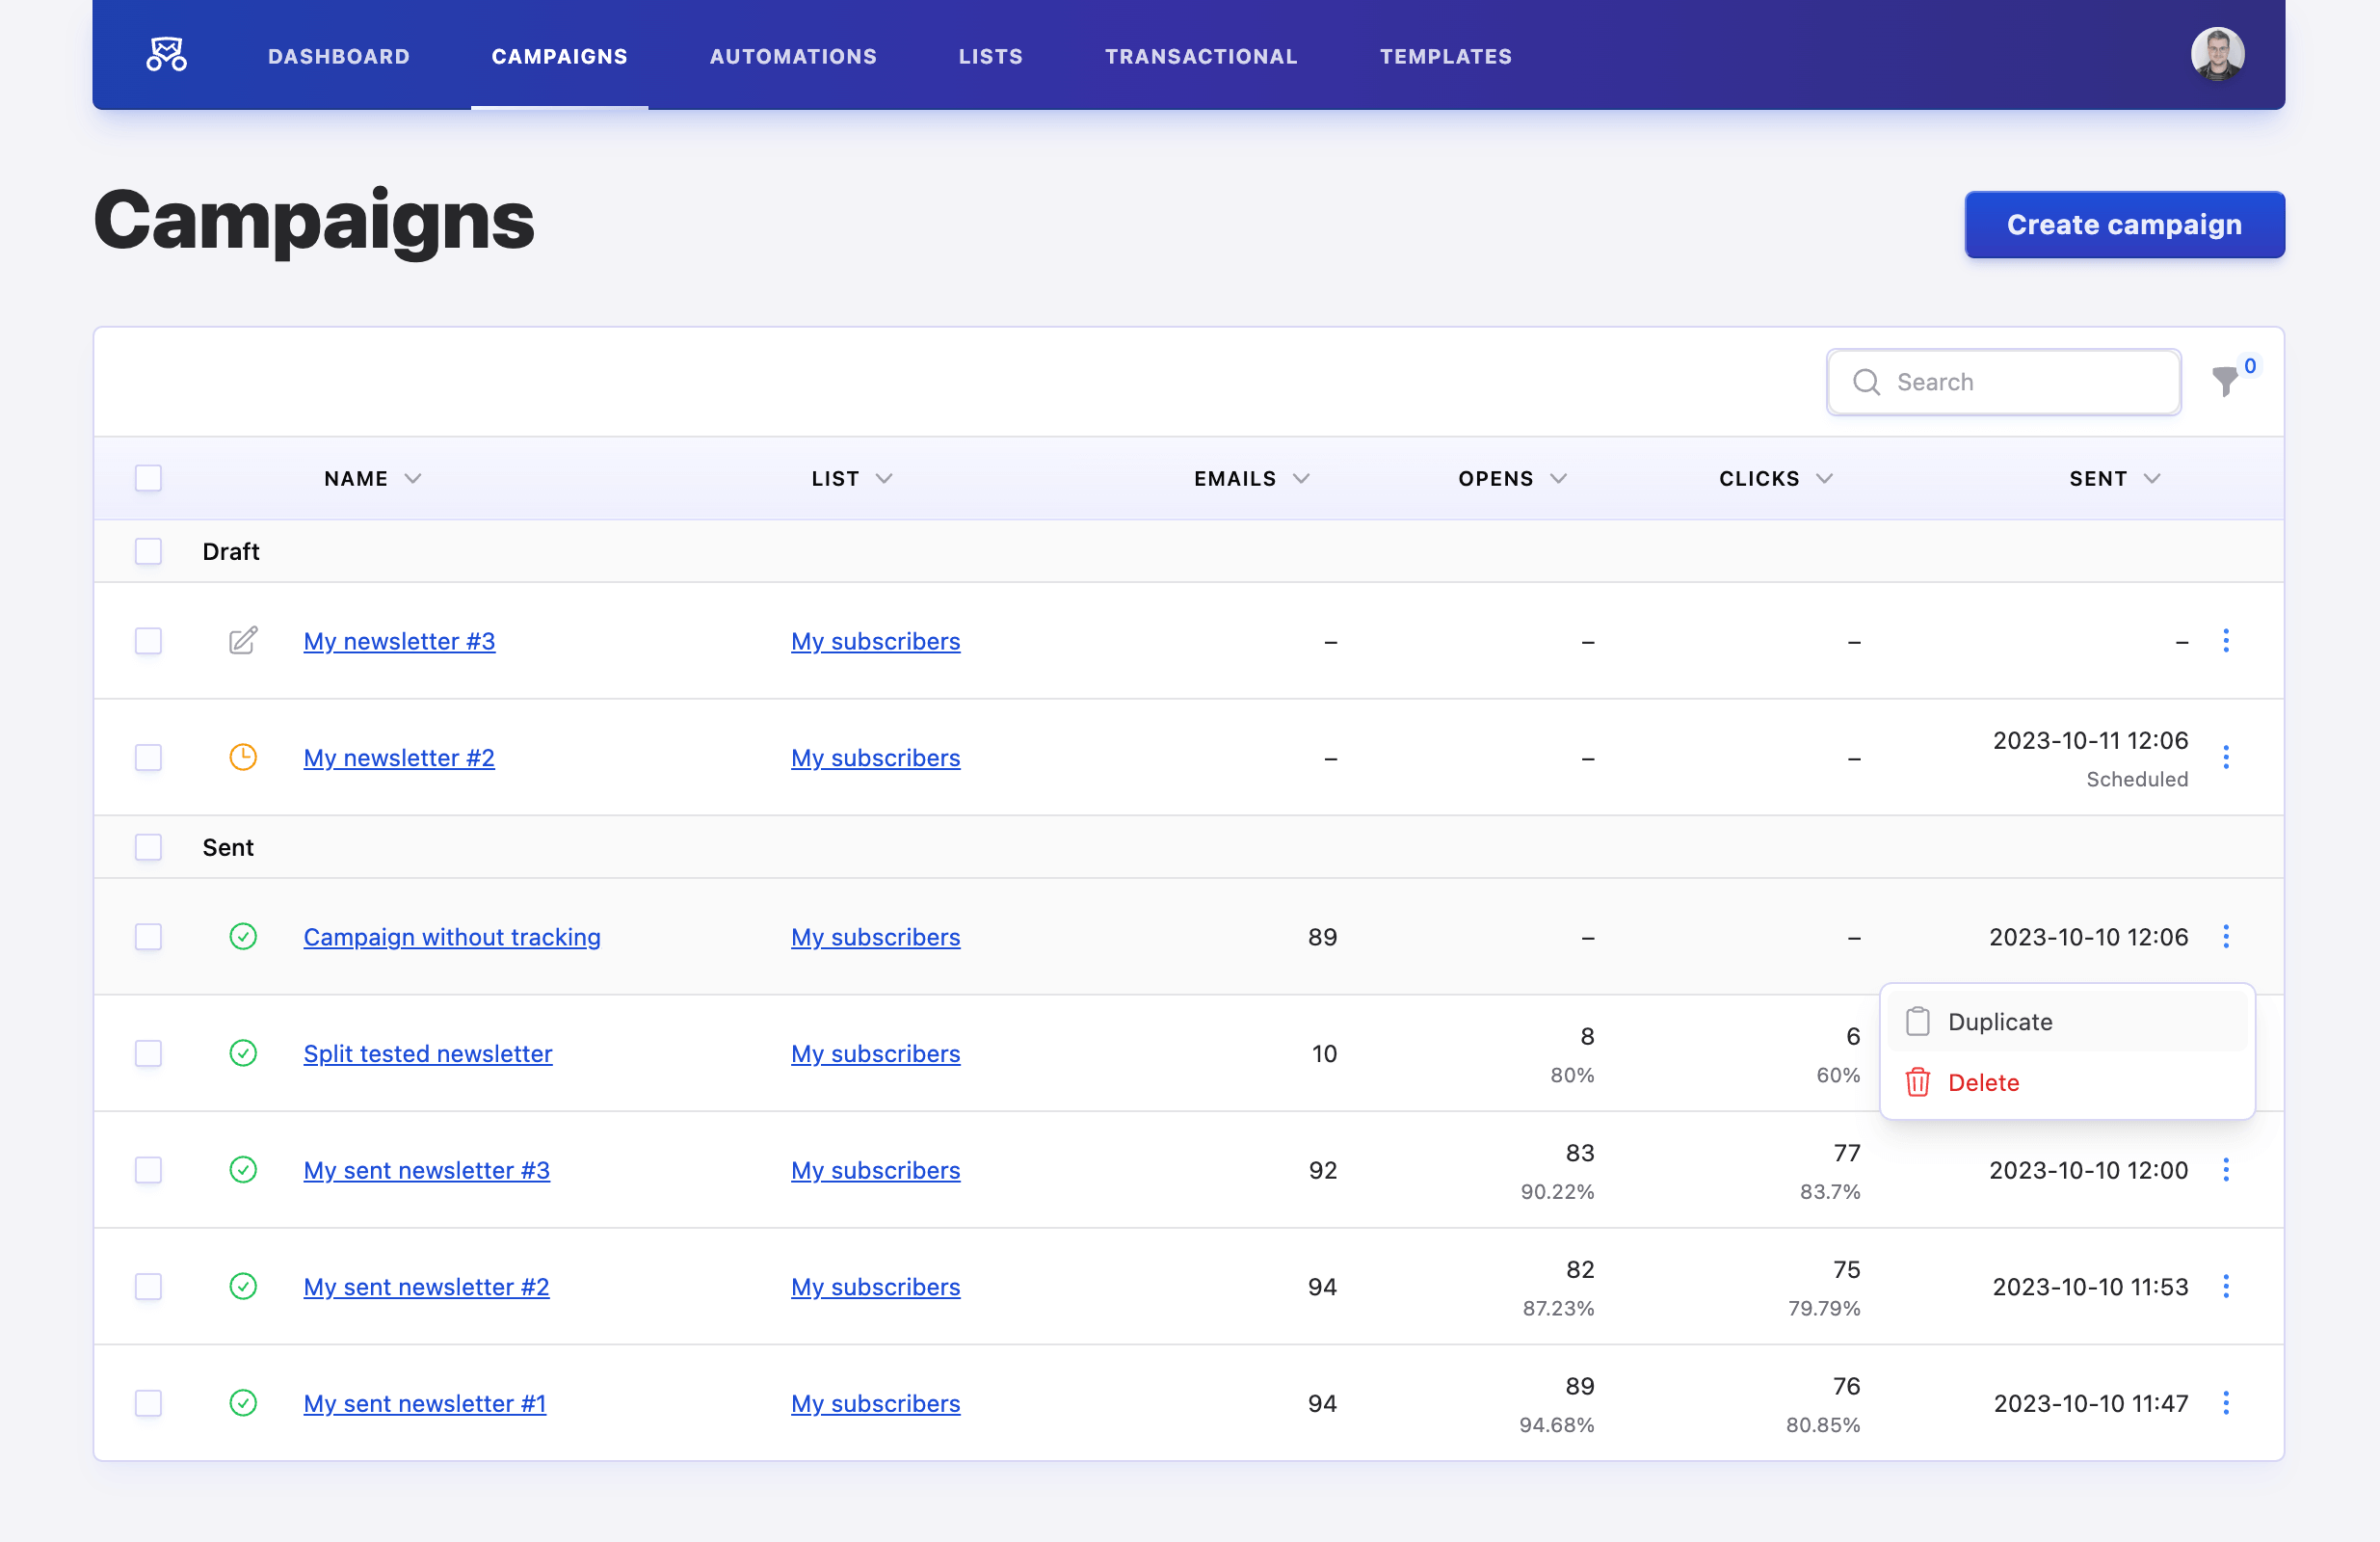 DASHBOARD CAMPAIGNS AUTOMATIONS LISTS TRANSACTIONAL TEMPLATES
Campaigns
Create campaign
Search
0
NAME LIST EMAILS OPENS CLICKS SENT
Draft
My newsletter #3 My subscribers – – – –
My newsletter #2 My subscribers – – – 2023-10-11 12:06
Scheduled
Sent
Campaign without tracking My subscribers 89 – – 2023-10-10 12:06
Duplicate
Delete
Split tested newsletter My subscribers 10 8 6
80% 60%
My sent newsletter #3 My subscribers 92 83 77 2023-10-10 12:00
90.22% 83.7%
My sent newsletter #2 My subscribers 94 82 75 2023-10-10 11:53
87.23% 79.79%
My sent newsletter #1 My subscribers 94 89 76 2023-10-10 11:47
94.68% 80.85%